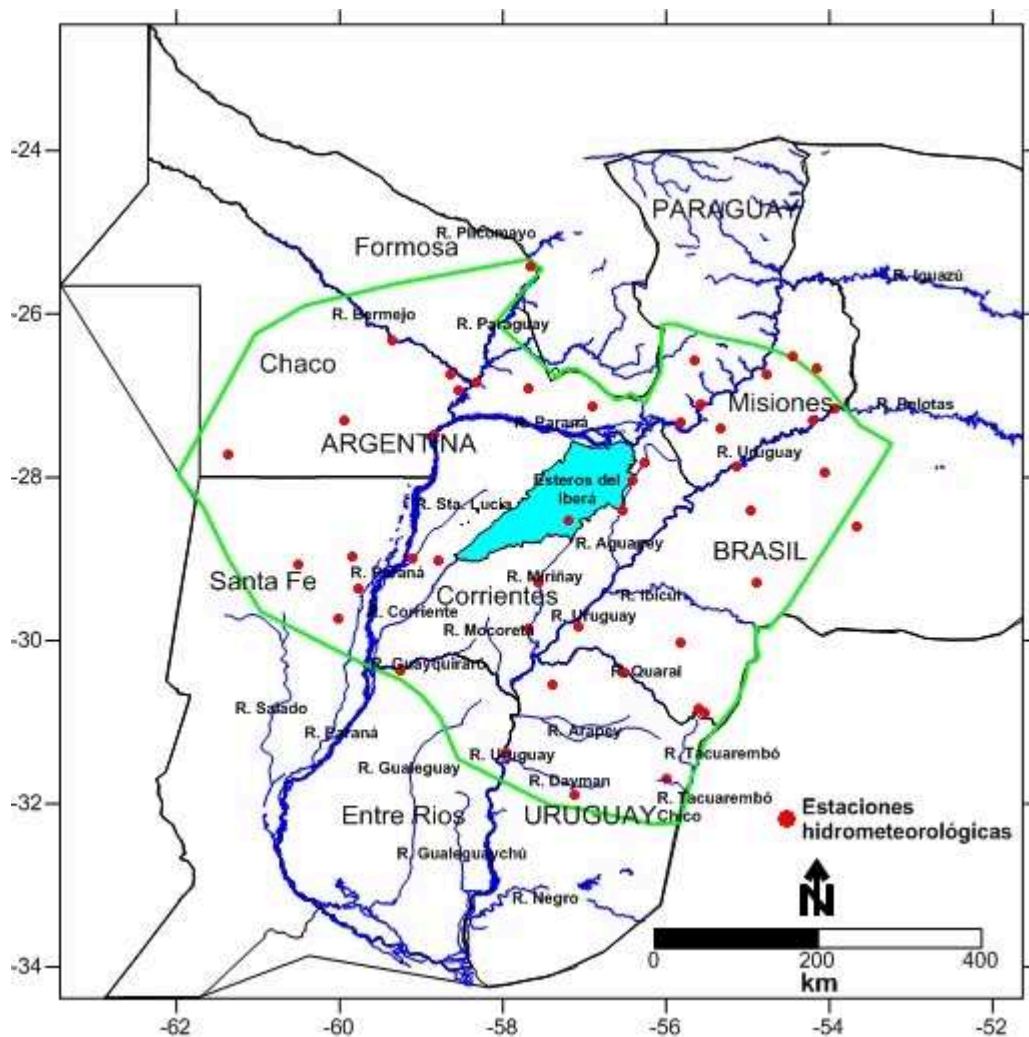 -24
-26
-28
-30
-32
-34
PARAGUAY
R. Pilcomayo
Formosa
R. Iguazú
R. Bermejo
R. Paraguay
Chaco
Misiones
R. Pelotas
R. Paraná
ARGENTINA
R. Uruguay
Esteros del
Iberá
R. Sta. Lucía
R. Aguapey
BRASIL
R. Paraná
Santa Fe
R. Miriñay
Corrientes
R. Ibicuí
R. Corriente
R. Uruguay
R. Mocoretá
R. Guayquiraró
R. Quaraí
R. Salado
R. Paraná
R. Arapey
R. Tacuarembó
R. Uruguay
R. Gualeguay
R. Dayman
R. Tacuarembó
Chico
Entre Rios
URUGUAY
Estaciones
hidrometeorológicas
R. Gualeguaychú
R. Negro
N
0 200 400
km
-62 -60 -58 -56 -54 -52